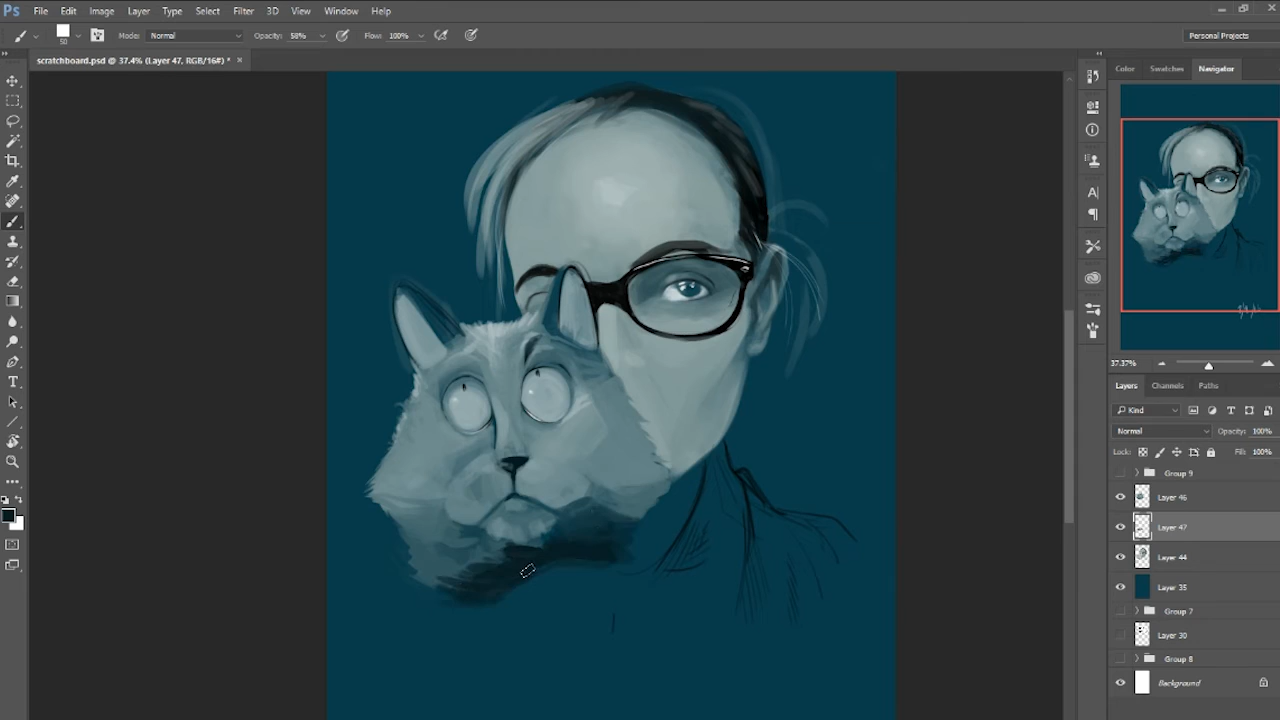 Ps File Edit Image Layer Type Select Filter 3D View Window Help
50 Mode: Normal Opacity: 58% Flow: 100% Personal Projects
scratchboard.psd @ 37.4% (Layer 47, RGB/16#) *
Color Swatches Navigator
37.37%
Layers Channels Paths
Kind
Normal Opacity: 100%
Lock: Fill: 100%
Group 9
Layer 46
Layer 47
Layer 44
Layer 35
Group 7
Layer 30
Group 8
Background